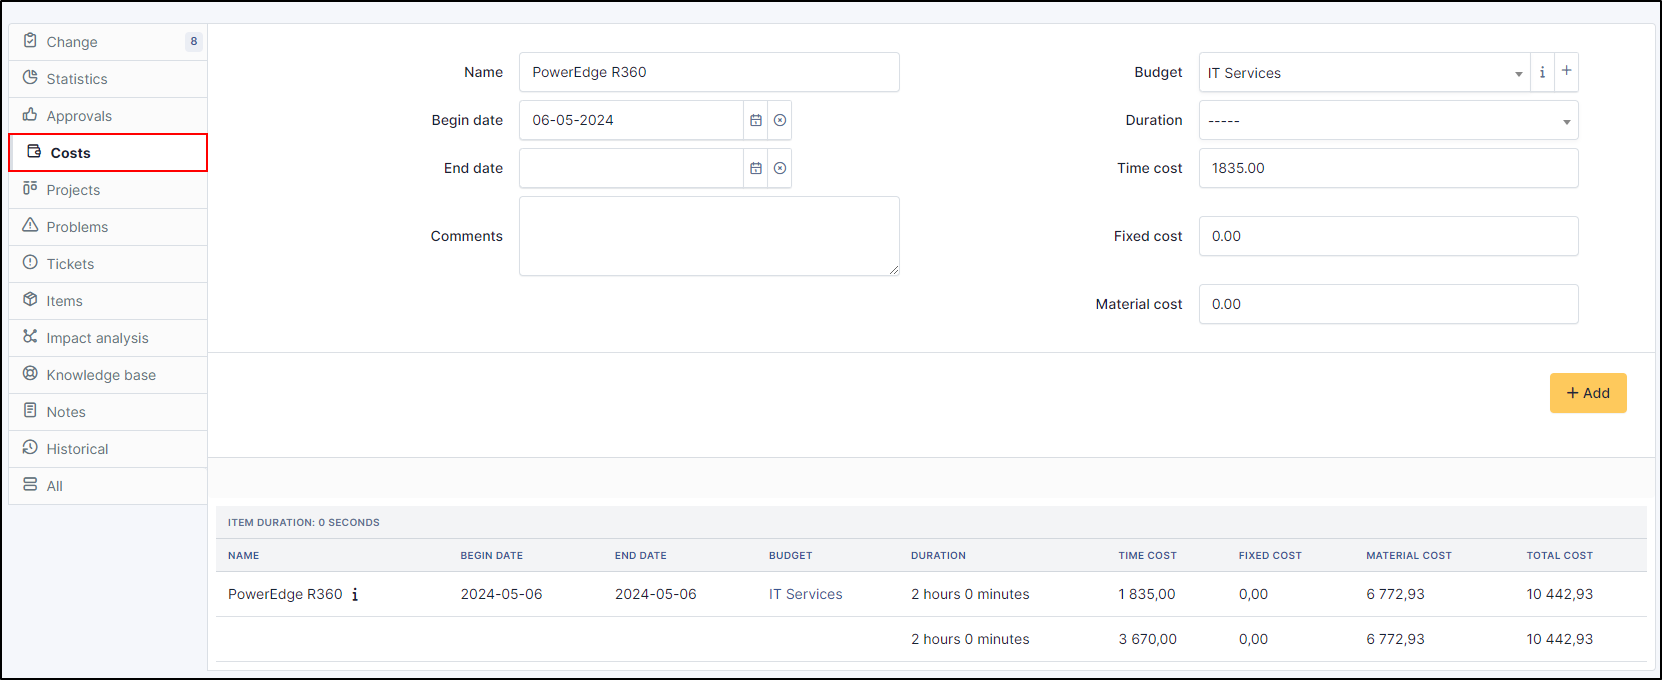 Change 8
Statistics
Approvals
Costs
Projects
Problems
Tickets
Items
Impact analysis
Knowledge base
Notes
Historical
All
Name PowerEdge R360
Begin date 06-05-2024
End date
Comments
Budget IT Services
Duration -----
Time cost 1835.00
Fixed cost 0.00
Material cost 0.00
+ Add
ITEM DURATION: 0 SECONDS
NAME BEGIN DATE END DATE BUDGET DURATION TIME COST FIXED COST MATERIAL COST TOTAL COST
PowerEdge R360 i 2024-05-06 2024-05-06 IT Services 2 hours 0 minutes 1 835,00 0,00 6 772,93 10 442,93
2 hours 0 minutes 3 670,00 0,00 6 772,93 10 442,93